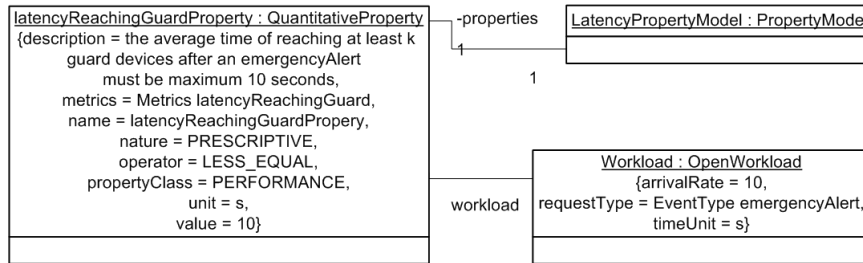 latencyReachingGuardProperty : QuantitativeProperty
{description = the average time of reaching at least k
guard devices after an emergencyAlert
must be maximum 10 seconds,
metrics = Metrics latencyReachingGuard,
name = latencyReachingGuardPropery,
nature = PRESCRIPTIVE,
operator = LESS_EQUAL,
propertyClass = PERFORMANCE,
unit = s,
value = 10}
-properties
1
1
LatencyPropertyModel : PropertyModel
workload
Workload : OpenWorkload
{arrivalRate = 10,
requestType = EventType emergencyAlert,
timeUnit = s}